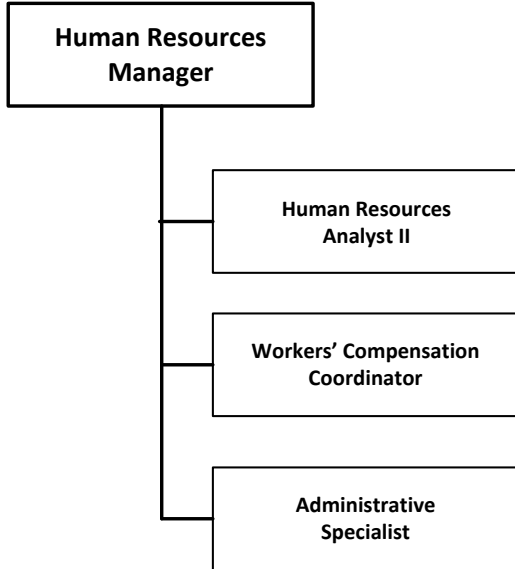 Human Resources
Manager
Human Resources
Analyst II
Workers’ Compensation
Coordinator
Administrative
Specialist